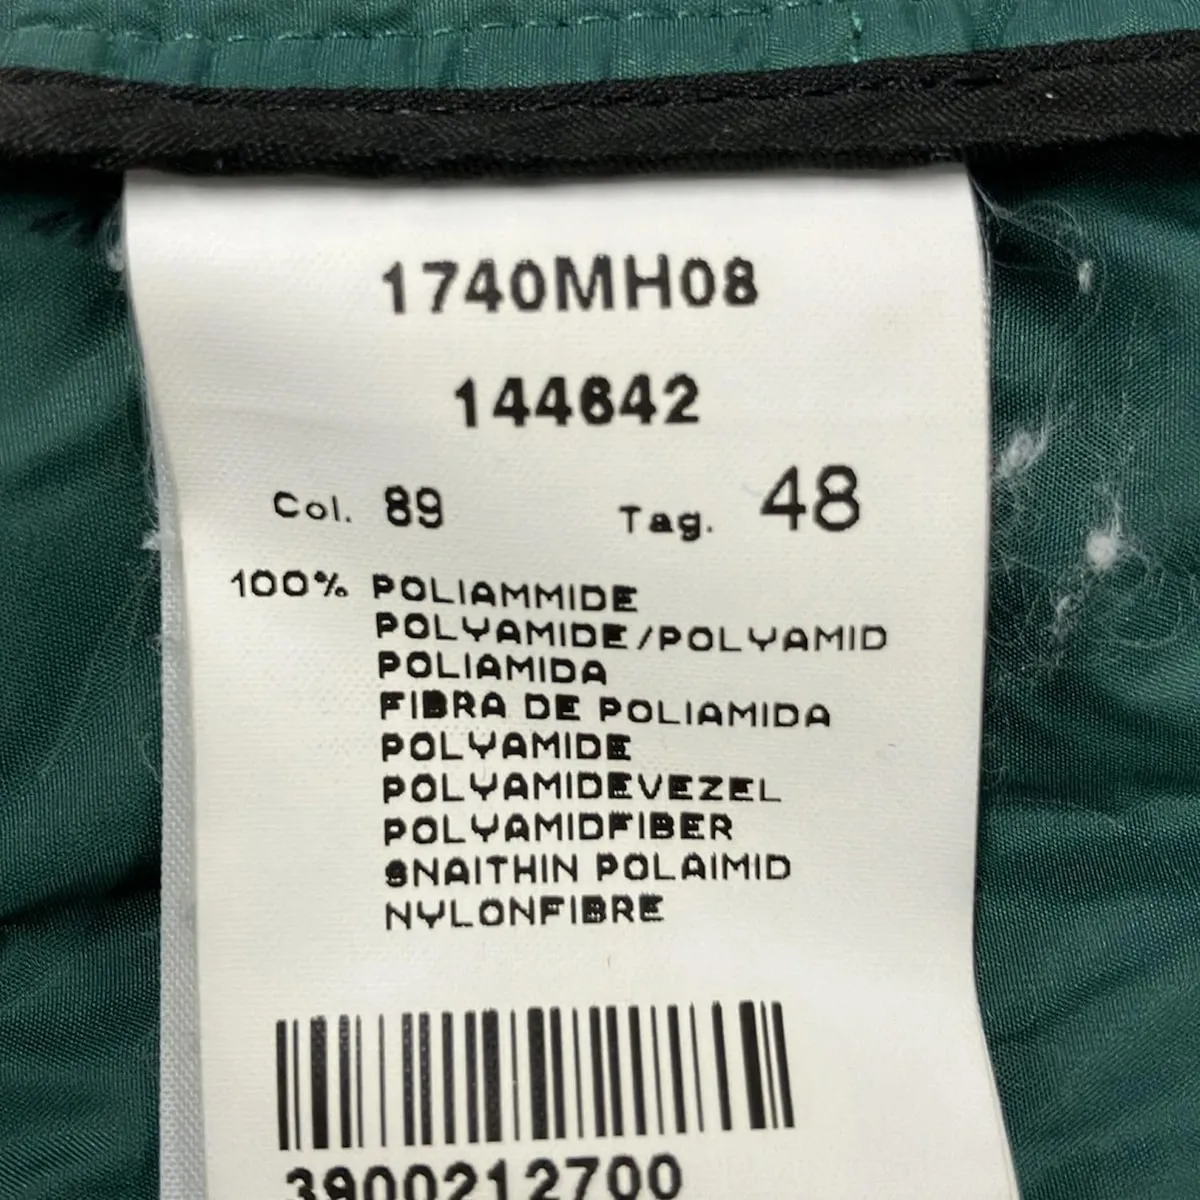 1740MH08
144642
Col. 89 Tag. 48
100% POLIAMMIDE
POLYAMIDE/POLYAMID
POLIAMIDA
FIBRA DE POLIAMIDA
POLYAMIDE
POLYAMIDEVEZEL
POLYAMIDFIBER
SNAITHIN POLAIMID
NYLONFIBRE
3900212700